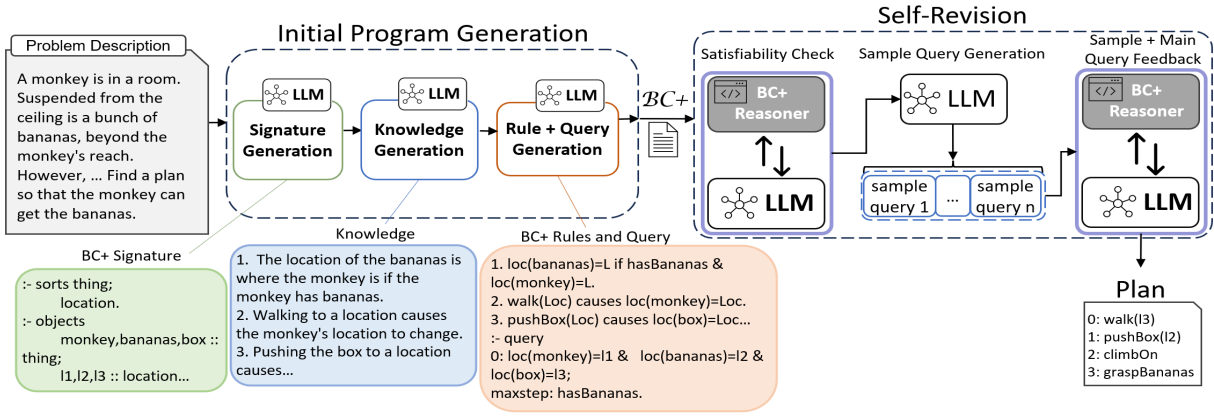 Problem Description
A monkey is in a room.
Suspended from the
ceiling is a bunch of
bananas, beyond the
monkey's reach.
However, ... Find a plan
so that the monkey can
get the bananas.
Initial Program Generation
LLM
Signature
Generation
LLM
Knowledge
Generation
LLM
Rule + Query
Generation
BC+
Self-Revision
Satisfiability Check
</>
BC+
Reasoner
LLM
Sample Query Generation
LLM
sample
query 1
...
sample
query n
Sample + Main
Query Feedback
</>
BC+
Reasoner
LLM
BC+ Signature
:- sorts thing;
location.
:- objects
monkey,bananas,box ::
thing;
l1,l2,l3 :: location...
Knowledge
1. The location of the bananas is
where the monkey is if the
monkey has bananas.
2. Walking to a location causes
the monkey's location to change.
3. Pushing the box to a location
causes...
BC+ Rules and Query
1. loc(bananas)=L if hasBananas &
loc(monkey)=L.
2. walk(Loc) causes loc(monkey)=Loc.
3. pushBox(Loc) causes loc(box)=Loc...
:- query
0: loc(monkey)=l1 & loc(bananas)=l2 &
loc(box)=l3;
maxstep: hasBananas.
Plan
0: walk(l3)
1: pushBox(l2)
2: climbOn
3: graspBananas